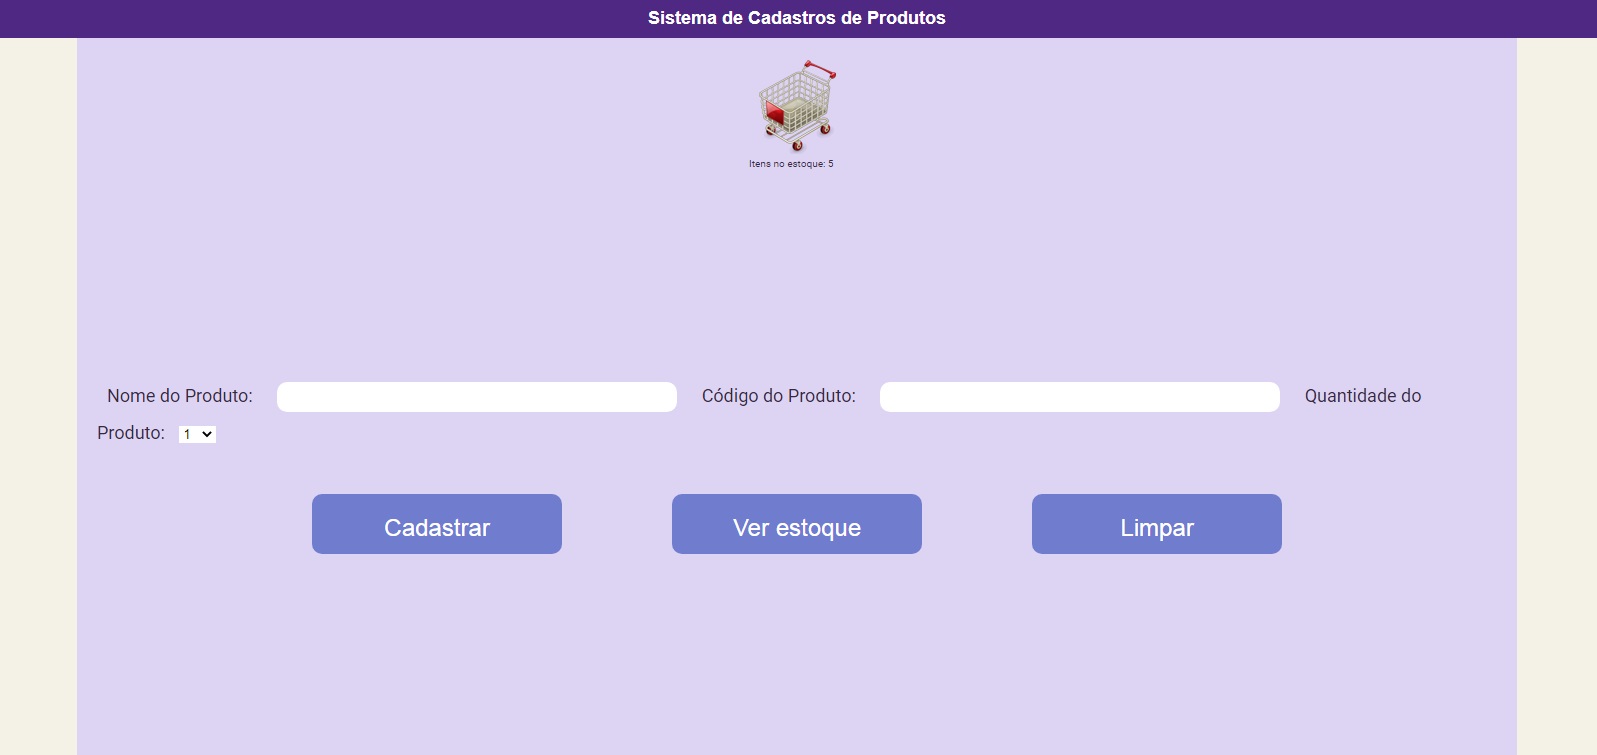 Sistema de Cadastros de Produtos
Itens no estoque: 5
Nome do Produto: Código do Produto: Quantidade do
Produto: 1
Cadastrar Ver estoque Limpar